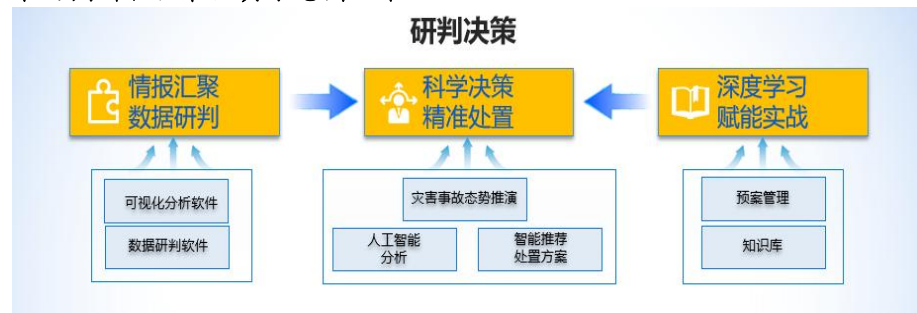 研判决策
情报汇聚
数据研判
科学决策
精准处置
深度学习
赋能实战
可视化分析软件
数据研判软件
灾害事故态势推演
人工智能
分析
智能推荐
处置方案
预案管理
知识库